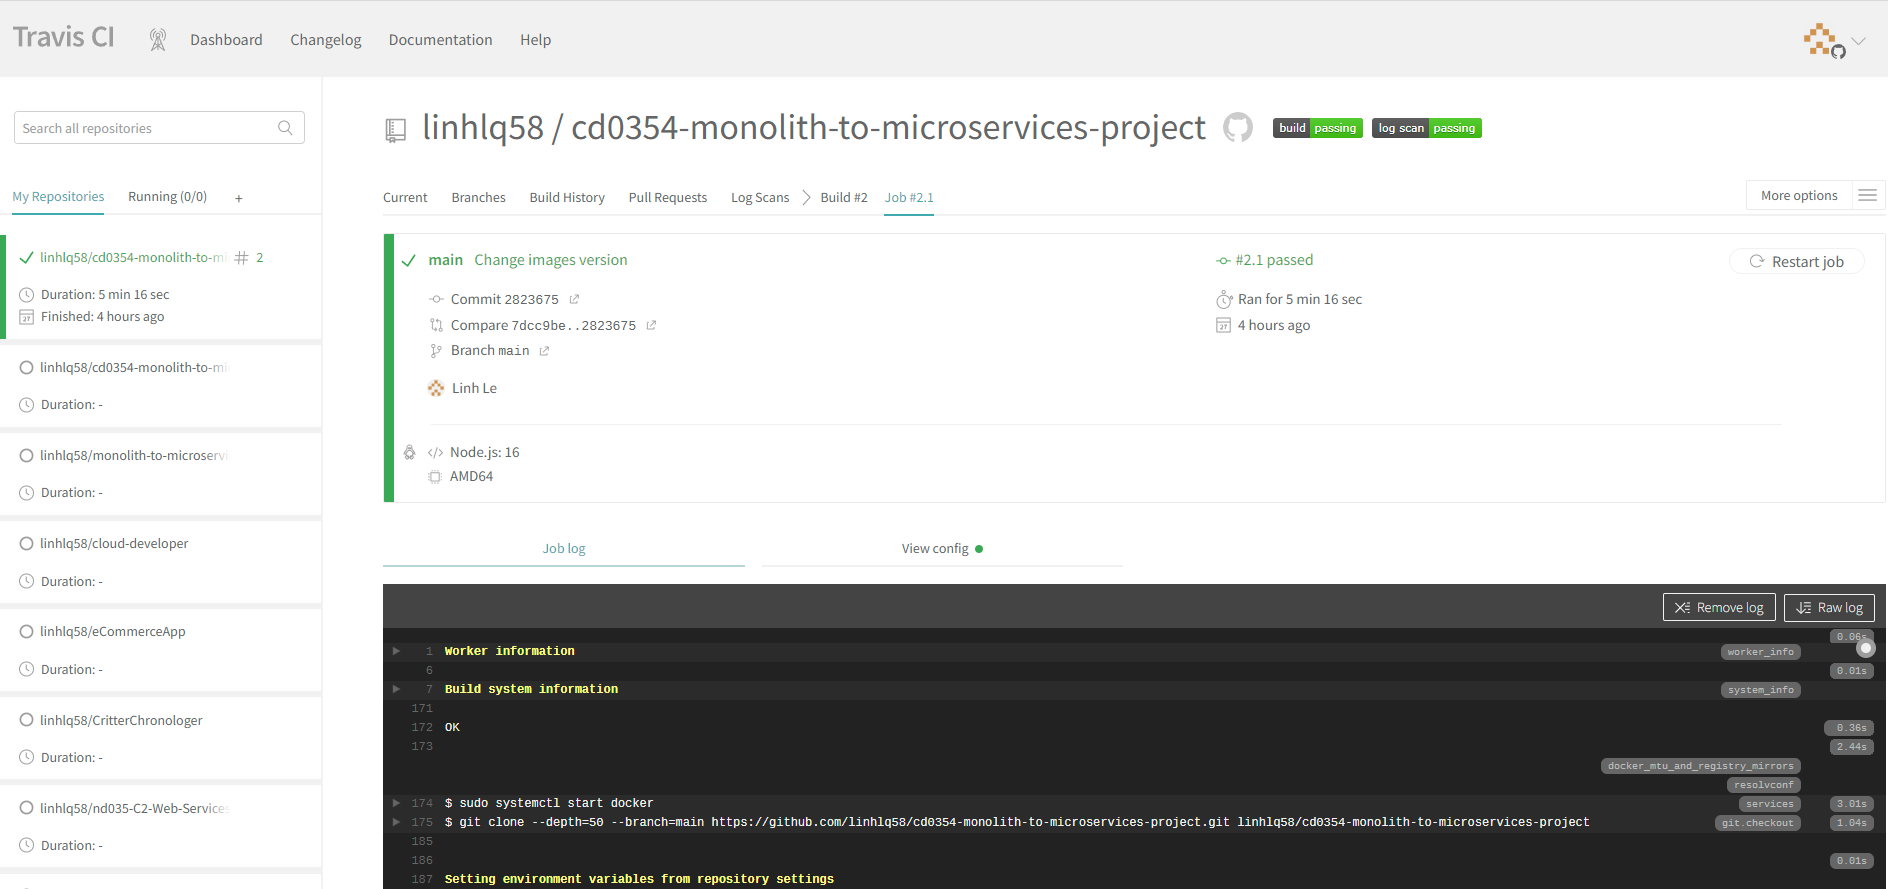 Travis CI
Dashboard
Changelog
Documentation
Help
Search all repositories
My Repositories
Running (0/0)
+
linhlq58/cd0354-monolith-to-mi
# 2
Duration: 5 min 16 sec
Finished: 4 hours ago
linhlq58/cd0354-monolith-to-mi
Duration: -
linhlq58/monolith-to-microservi
Duration: -
linhlq58/cloud-developer
Duration: -
linhlq58/eCommerceApp
Duration: -
linhlq58/CritterChronologer
Duration: -
linhlq58/nd035-C2-Web-Services
Duration: -
linhlq58 / cd0354-monolith-to-microservices-project
build passing
log scan passing
Current
Branches
Build History
Pull Requests
Log Scans
Build #2
Job #2.1
More options
main Change images version
#2.1 passed
Restart job
Commit 2823675
Ran for 5 min 16 sec
Compare 7dcc9be..2823675
4 hours ago
Branch main
Linh Le
Node.js: 16
AMD64
Job log
View config
Remove log
Raw log
0.06s
1 Worker information worker_info
6 0.01s
7 Build system information system_info
171
172 OK 0.36s
173 2.44s
docker_mtu_and_registry_mirrors
resolvconf
174 $ sudo systemctl start docker services 3.01s
175 $ git clone --depth=50 --branch=main https://github.com/linhlq58/cd0354-monolith-to-microservices-project.git linhlq58/cd0354-monolith-to-microservices-project git.checkout 1.04s
185
186 0.01s
187 Setting environment variables from repository settings